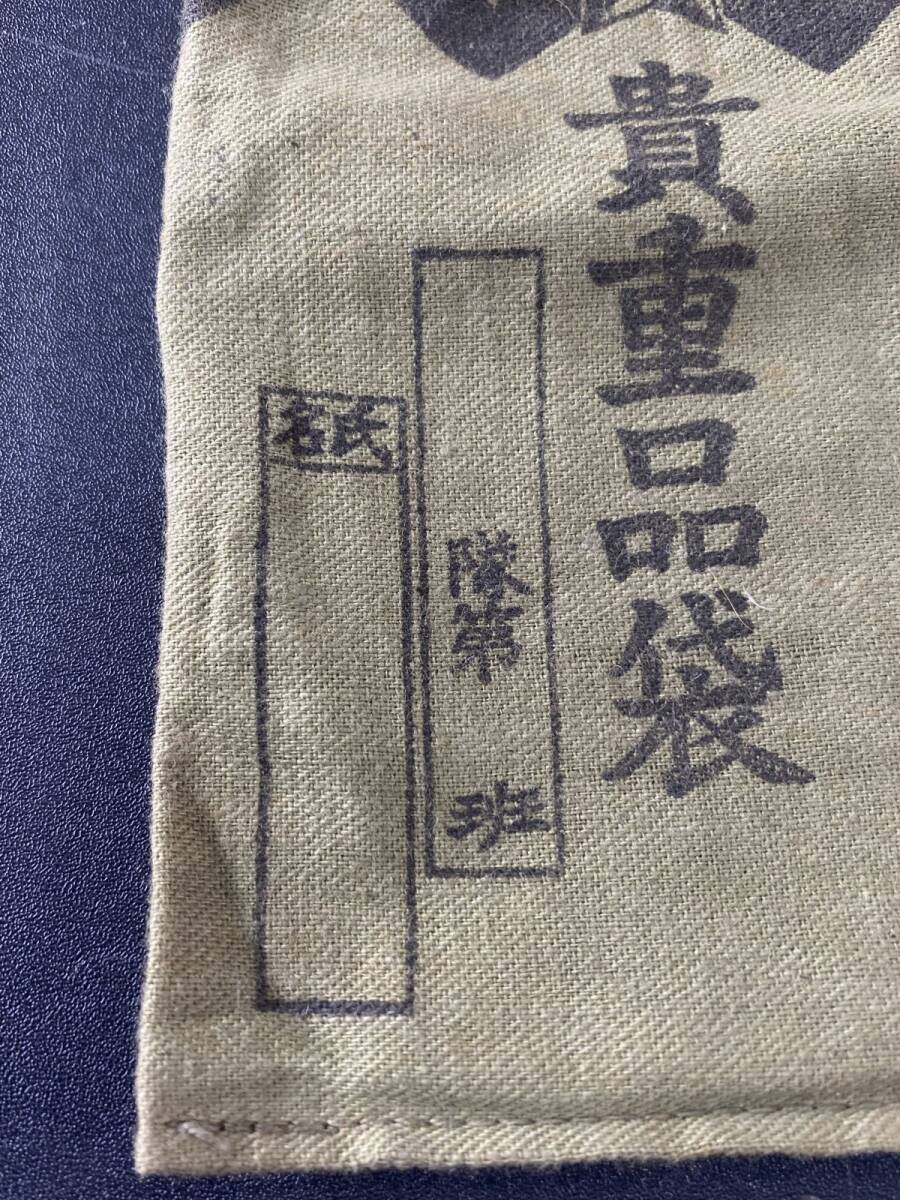 貴重品袋
隊第 班
氏名